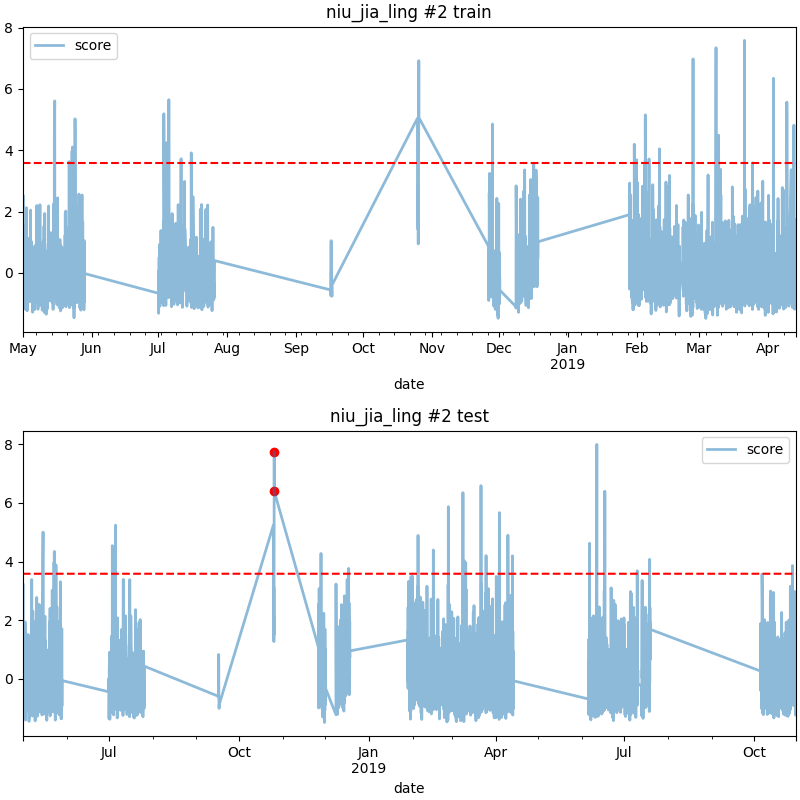 niu_jia_ling #2 train
score
8
6
4
2
0
May Jun Jul Aug Sep Oct Nov Dec Jan Feb Mar Apr
2019
date
niu_jia_ling #2 test
score
8
6
4
2
0
Jul Oct Jan Apr Jul Oct
2019
date